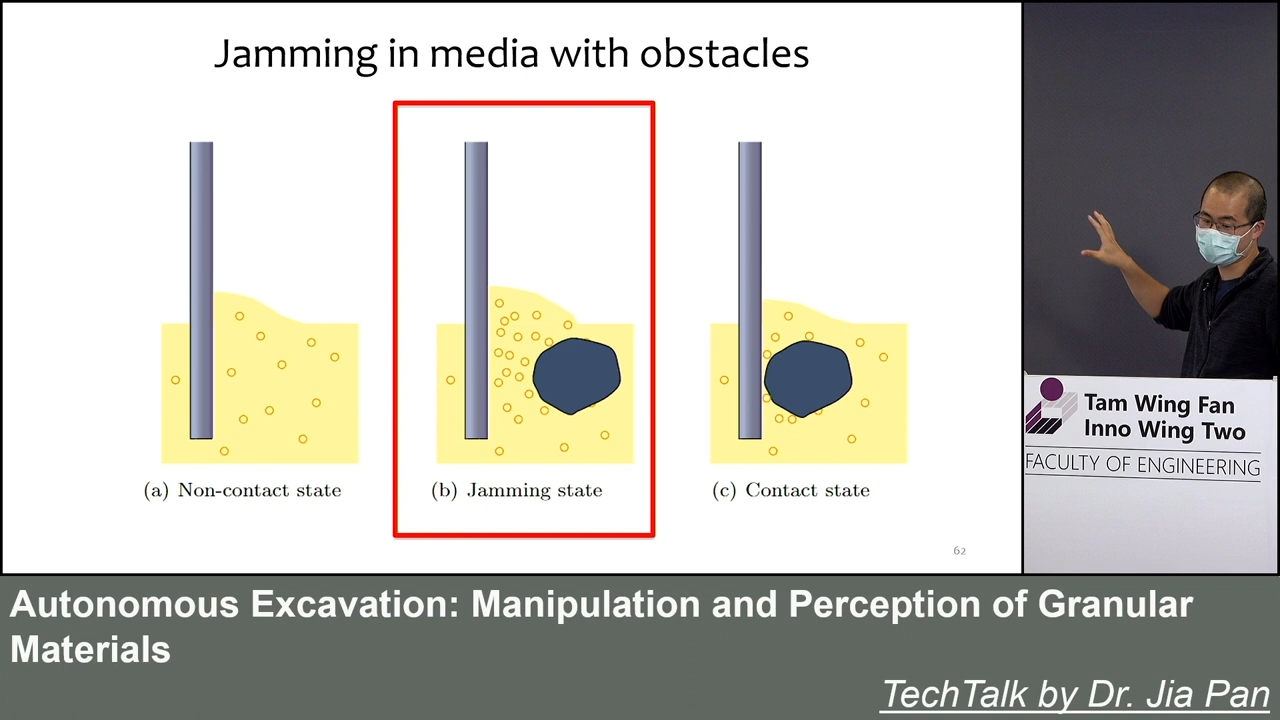 Jamming in media with obstacles
(a) Non-contact state
(b) Jamming state
(c) Contact state
62
Tam Wing Fan
Inno Wing Two
FACULTY OF ENGINEERING
Autonomous Excavation: Manipulation and Perception of Granular
Materials
TechTalk by Dr. Jia Pan